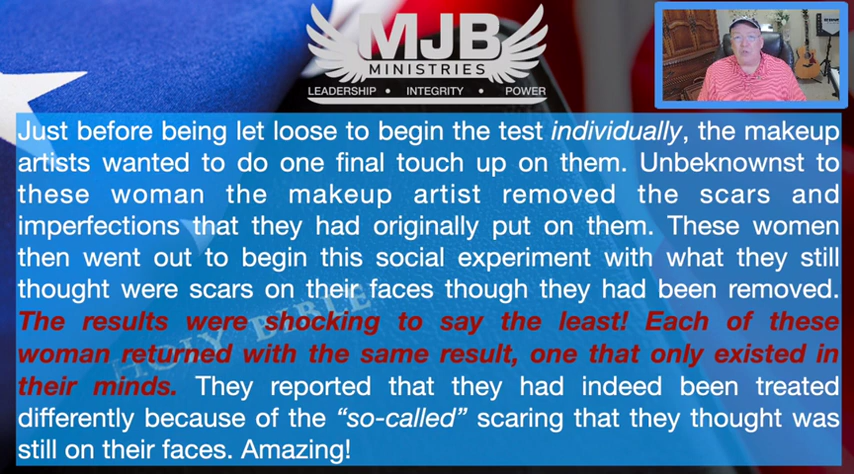 MJB
MINISTRIES
LEADERSHIP • INTEGRITY • POWER
Just before being let loose to begin the test individually, the makeup
artists wanted to do one final touch up on them. Unbeknownst to
these woman the makeup artist removed the scars and
imperfections that they had originally put on them. These women
then went out to begin this social experiment with what they still
thought were scars on their faces though they had been removed.
The results were shocking to say the least! Each of these
woman returned with the same result, one that only existed in
their minds. They reported that they had indeed been treated
differently because of the “so-called” scaring that they thought was
still on their faces. Amazing!
HOLY BIBLE